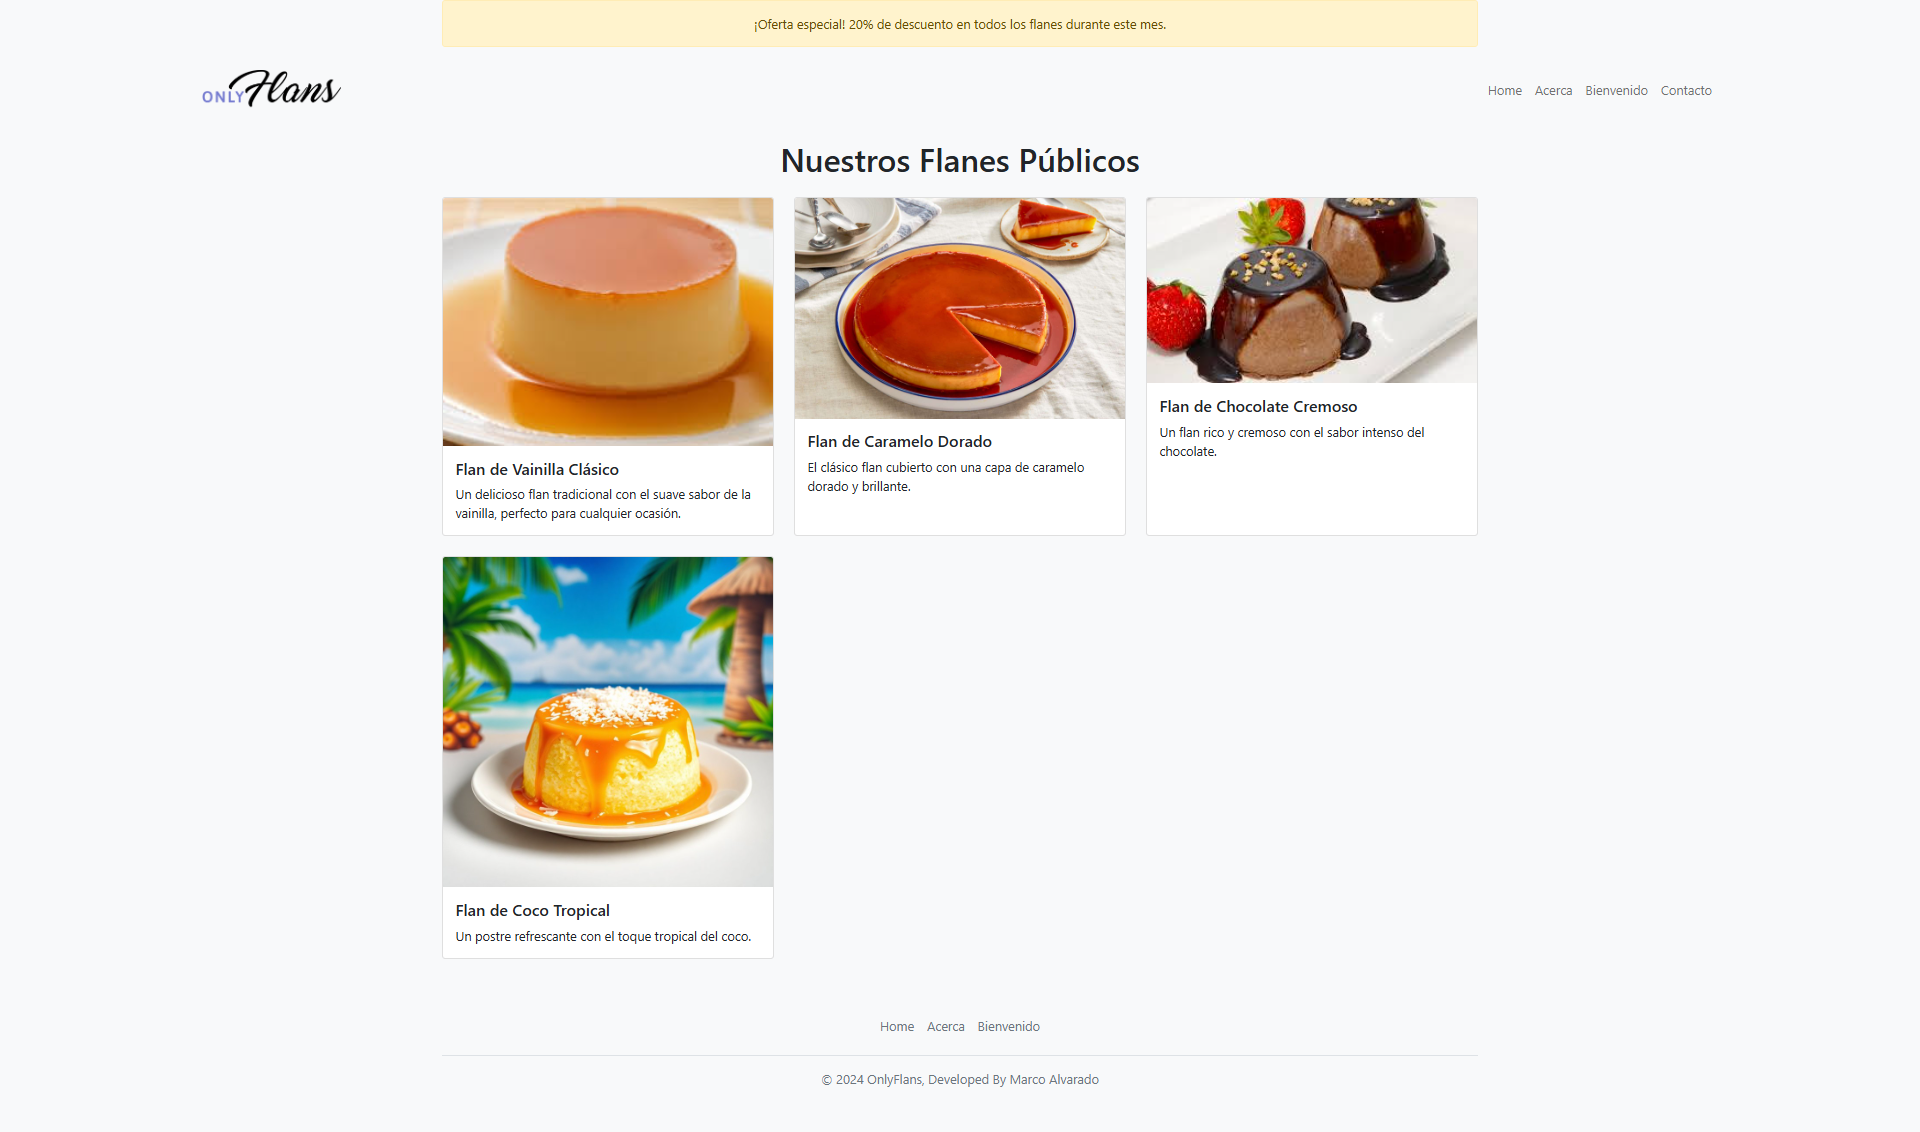 ¡Oferta especial! 20% de descuento en todos los flanes durante este mes.
ONLYFlans
Home Acerca Bienvenido Contacto
Nuestros Flanes Públicos
Flan de Vainilla Clásico
Un delicioso flan tradicional con el suave sabor de la
vainilla, perfecto para cualquier ocasión.
Flan de Caramelo Dorado
El clásico flan cubierto con una capa de caramelo
dorado y brillante.
Flan de Chocolate Cremoso
Un flan rico y cremoso con el sabor intenso del
chocolate.
Flan de Coco Tropical
Un postre refrescante con el toque tropical del coco.
Home Acerca Bienvenido
© 2024 OnlyFlans, Developed By Marco Alvarado